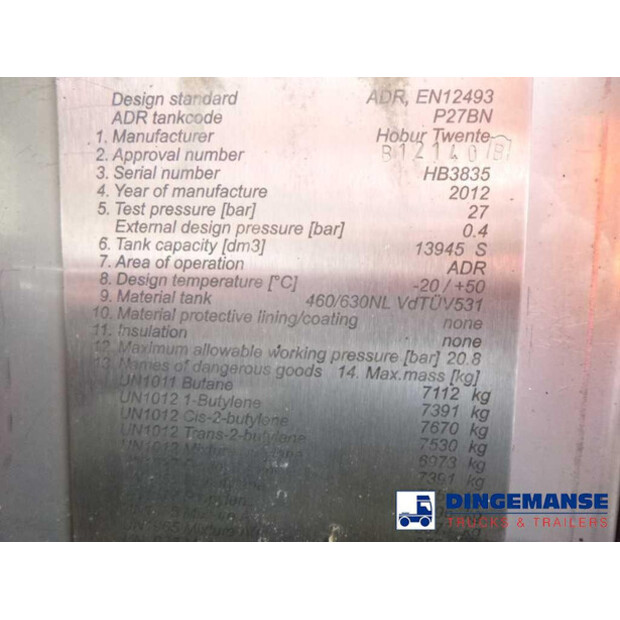 Design standard ADR, EN12493
ADR tankcode P27BN
1. Manufacturer Hobur Twente
2. Approval number B12140 B
3. Serial number HB3835
4. Year of manufacture 2012
5. Test pressure [bar] 27
External design pressure [bar] 0.4
6. Tank capacity [dm3] 13945 S
7. Area of operation ADR
8. Design temperature [°C] -20 / +50
9. Material tank 460/630NL VdTÜV531
10. Material protective lining/coating none
11. Insulation none
12. Maximum allowable working pressure [bar] 20.8
13. Names of dangerous goods 14. Max.mass [kg]
UN1011 Butane 7112 kg
UN1012 1-Butylene 7391 kg
UN1012 Cis-2-butylene 7670 kg
UN1012 Trans-2-butylene 7530 kg
6973 kg
7391 kg
DINGEMANSE
TRUCKS & TRAILERS